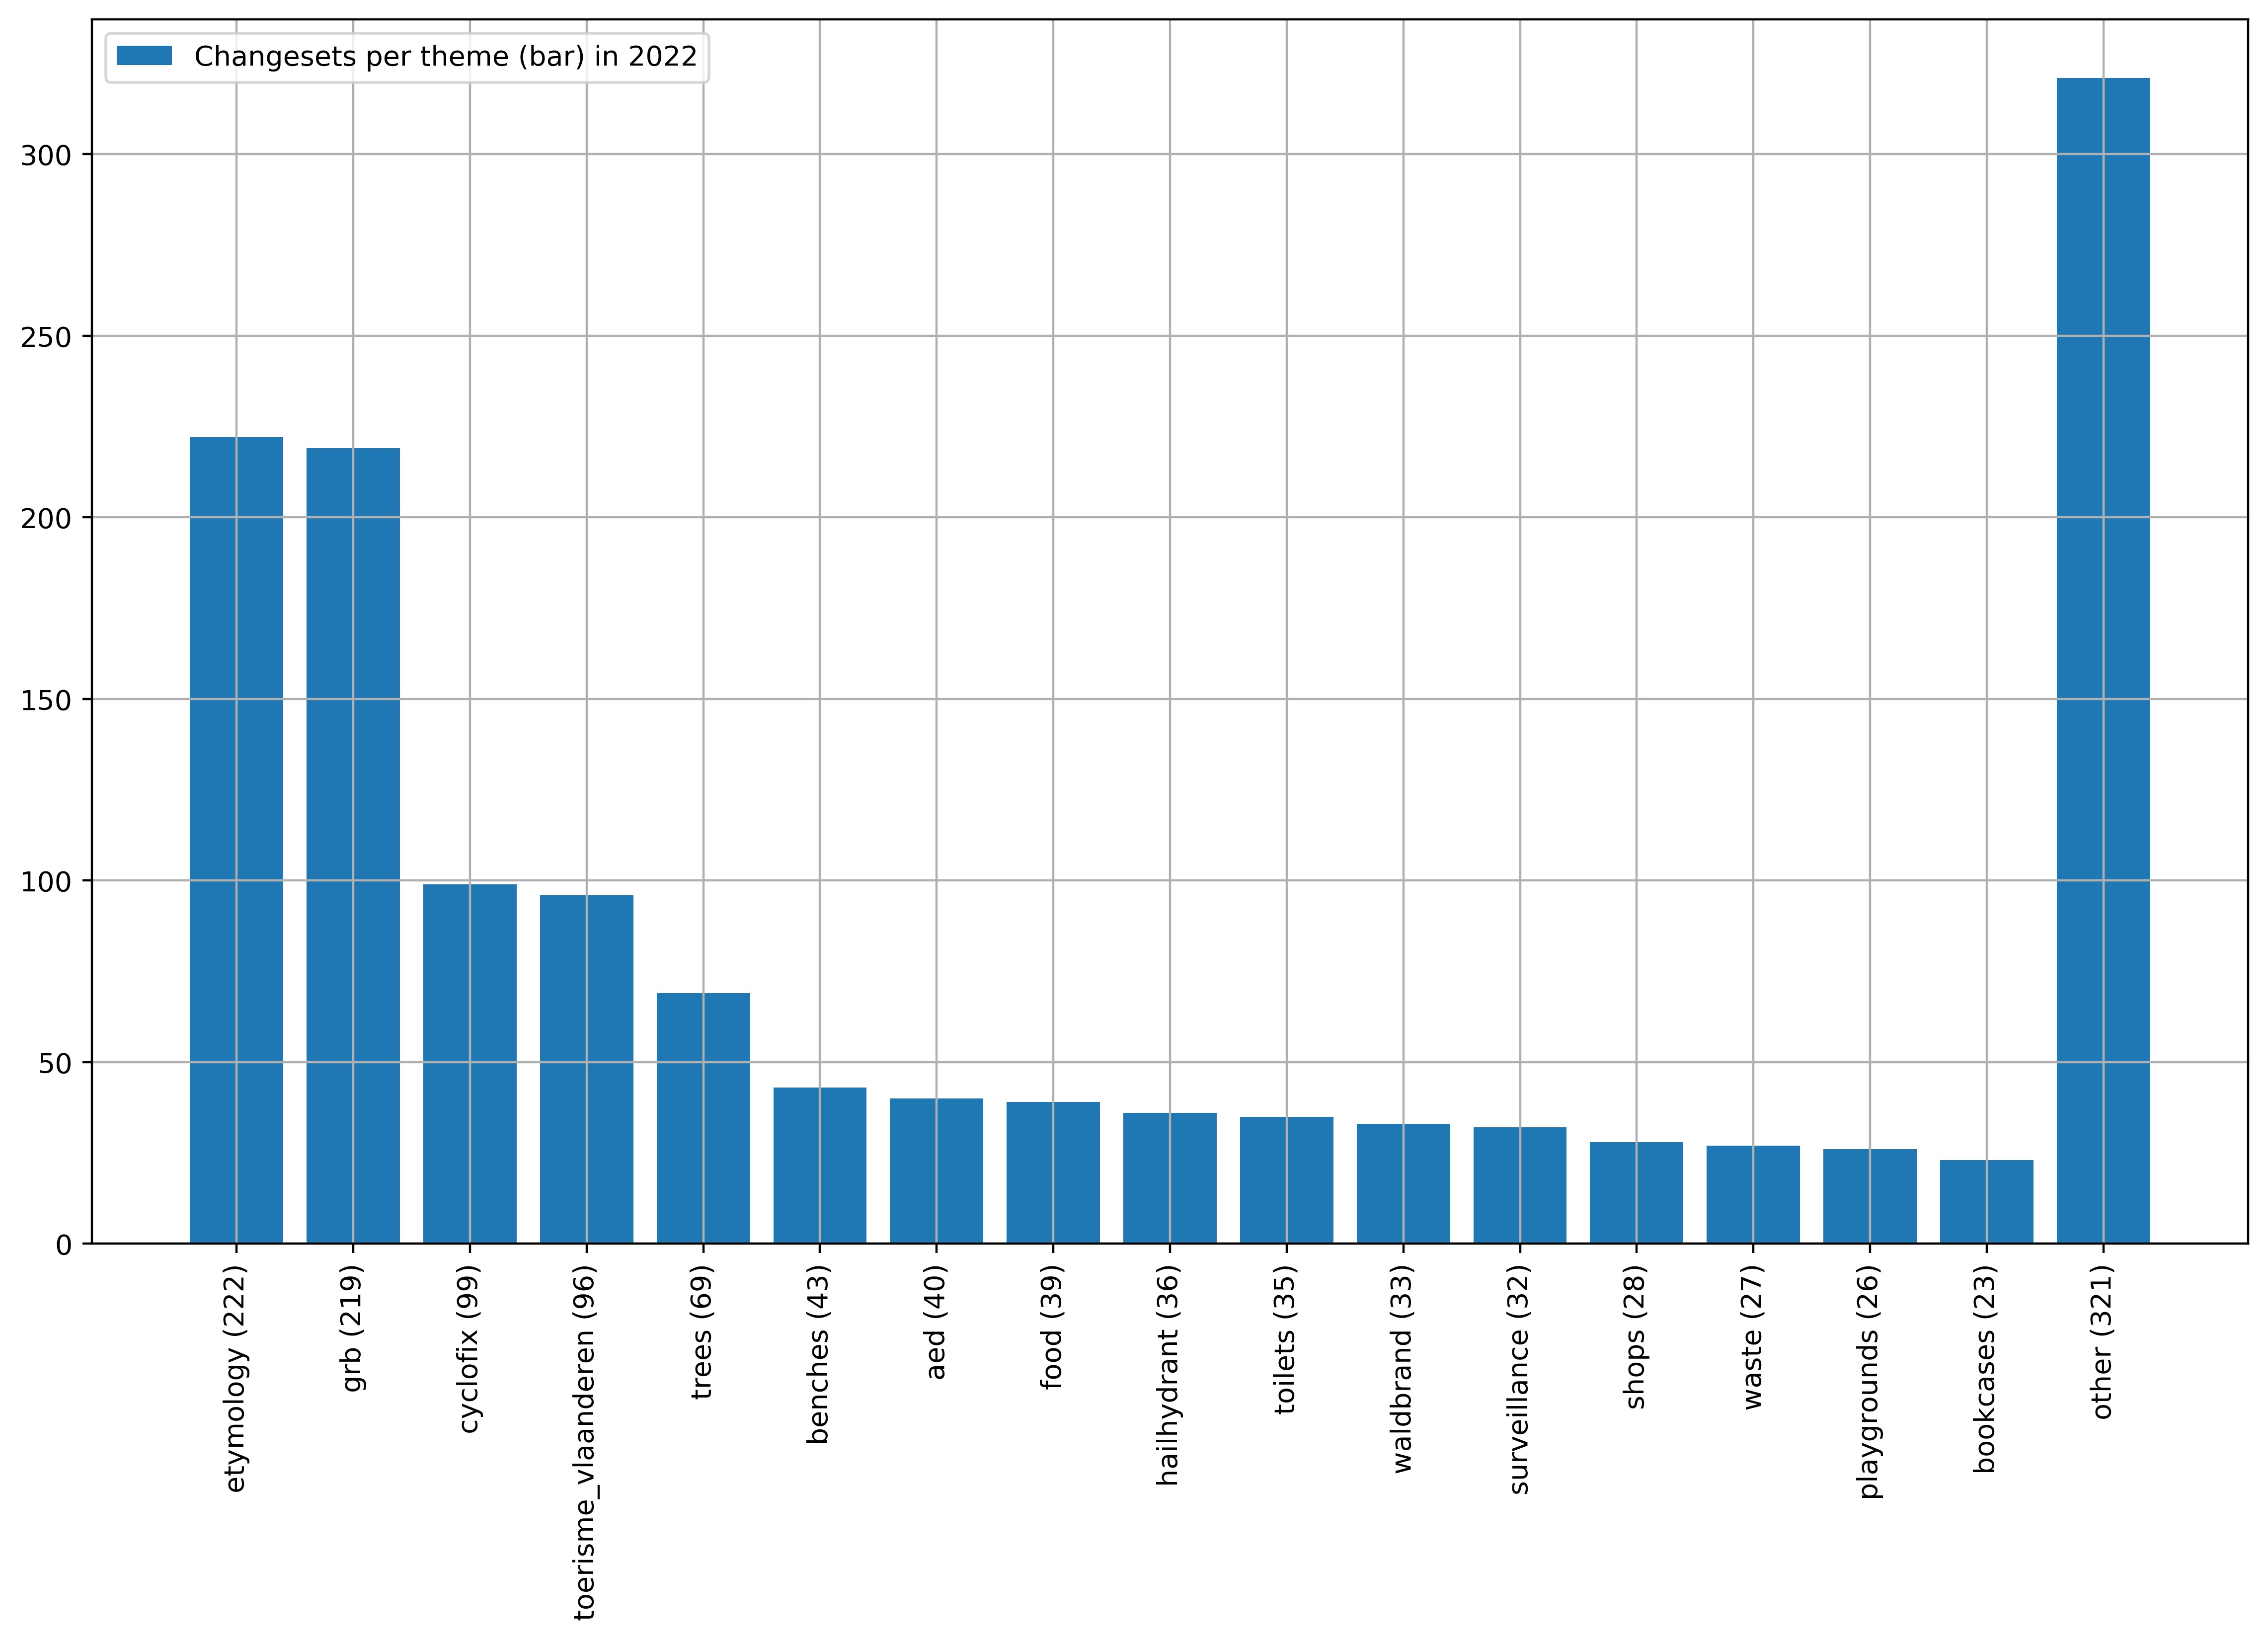 Changesets per theme (bar) in 2022
300
250
200
150
100
50
0
etymology (222)
grb (219)
cyclofix (99)
toerisme_vlaanderen (96)
trees (69)
benches (43)
aed (40)
food (39)
hailhydrant (36)
toilets (35)
waldbrand (33)
surveillance (32)
shops (28)
waste (27)
playgrounds (26)
bookcases (23)
other (321)